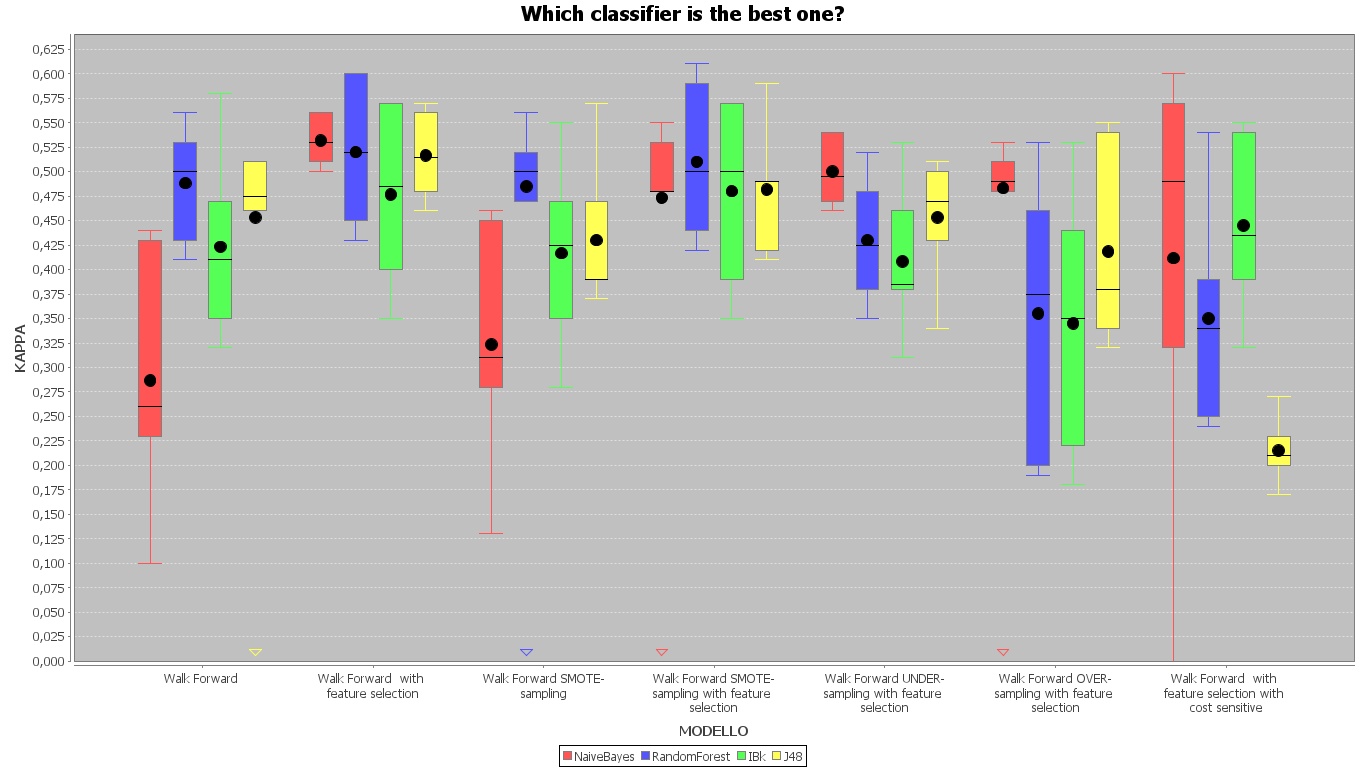 Which classifier is the best one?
0,625
0,600
0,575
0,550
0,525
0,500
0,475
0,450
0,425
0,400
0,375
0,350
0,325
0,300
0,275
0,250
0,225
0,200
0,175
0,150
0,125
0,100
0,075
0,050
0,025
0,000
KAPPA
Walk Forward
Walk Forward with
feature selection
Walk Forward SMOTE-
sampling
Walk Forward SMOTE-
sampling with feature
selection
Walk Forward UNDER-
sampling with feature
selection
Walk Forward OVER-
sampling with feature
selection
Walk Forward with
feature selection with
cost sensitive
MODELLO
NaiveBayes RandomForest IBk J48